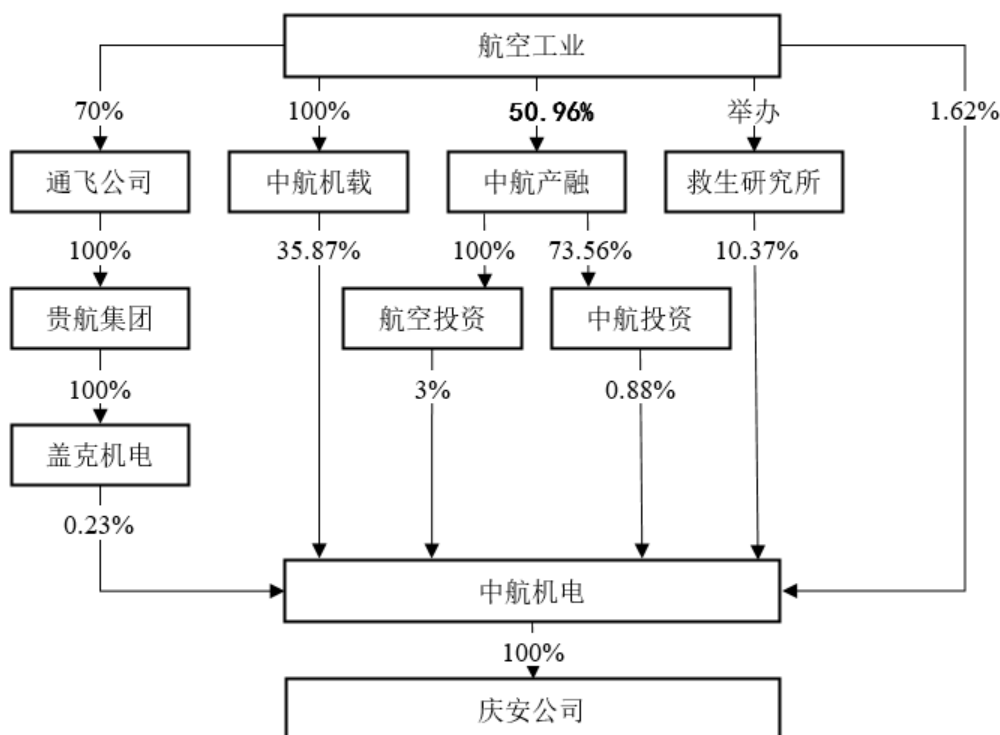 航空工业
70%
100%
50.96%
举办
1.62%
通飞公司
中航机载
中航产融
救生研究所
100%
35.87%
100%
73.56%
10.37%
贵航集团
航空投资
中航投资
100%
3%
0.88%
盖克机电
0.23%
中航机电
100%
庆安公司